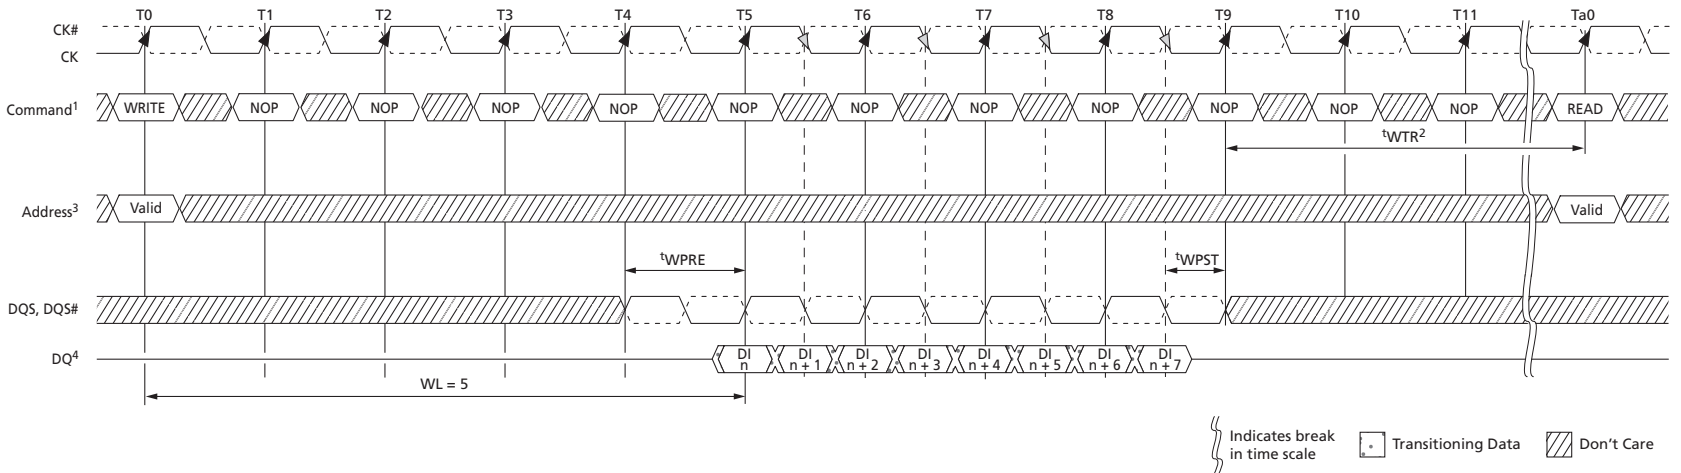 T0 T1 T2 T3 T4 T5 T6 T7 T8 T9 T10 T11 Ta0
CK#
CK
Command¹ WRITE NOP NOP NOP NOP NOP NOP NOP NOP NOP NOP NOP READ
ᵗWTR²
Address³ Valid Valid
ᵗWPRE ᵗWPST
DQS, DQS#
DQ⁴ DI n DI n + 1 DI n + 2 DI n + 3 DI n + 4 DI n + 5 DI n + 6 DI n + 7
WL = 5
Indicates break
in time scale
Transitioning Data
Don't Care